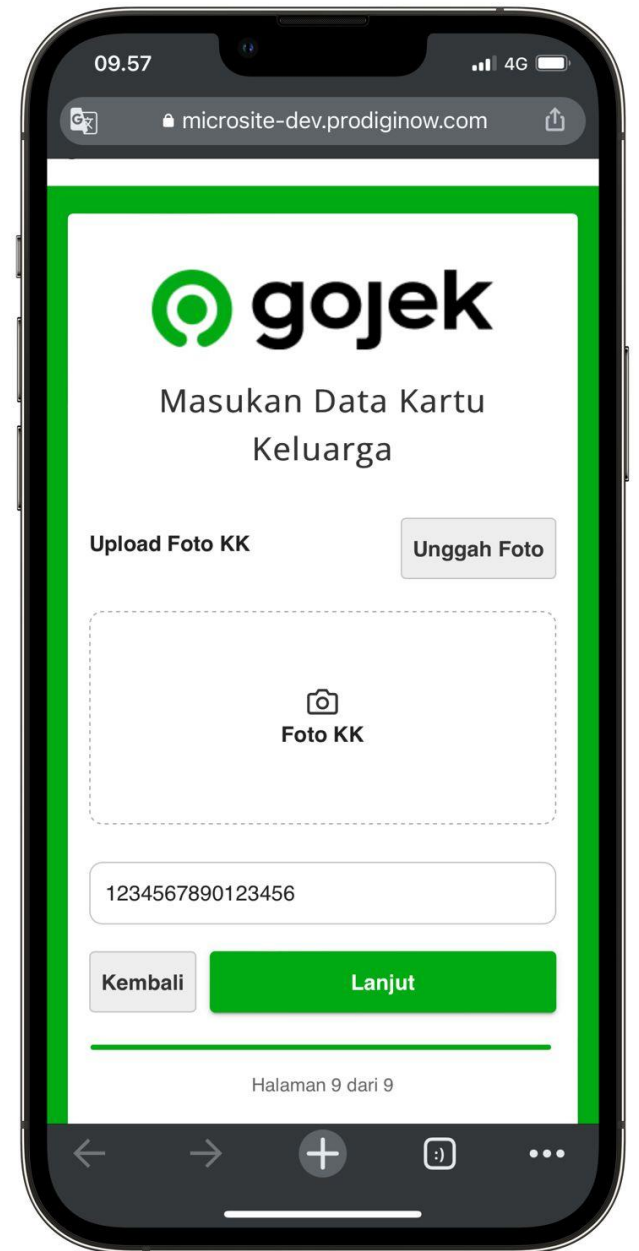 09.57
4G
microsite-dev.prodiginow.com
gojek
Masukan Data Kartu
Keluarga
Upload Foto KK
Unggah Foto
Foto KK
1234567890123456
Kembali
Lanjut
Halaman 9 dari 9
:)